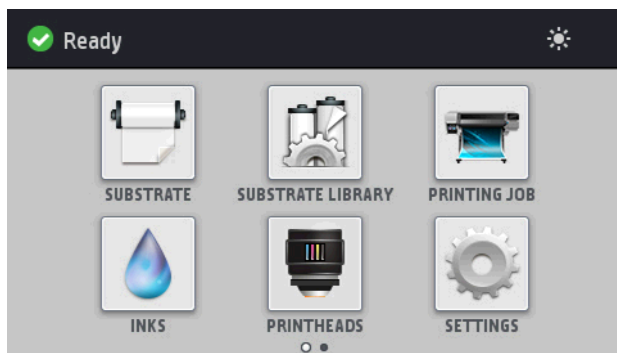 Ready
SUBSTRATE
SUBSTRATE LIBRARY
PRINTING JOB
INKS
PRINTHEADS
SETTINGS